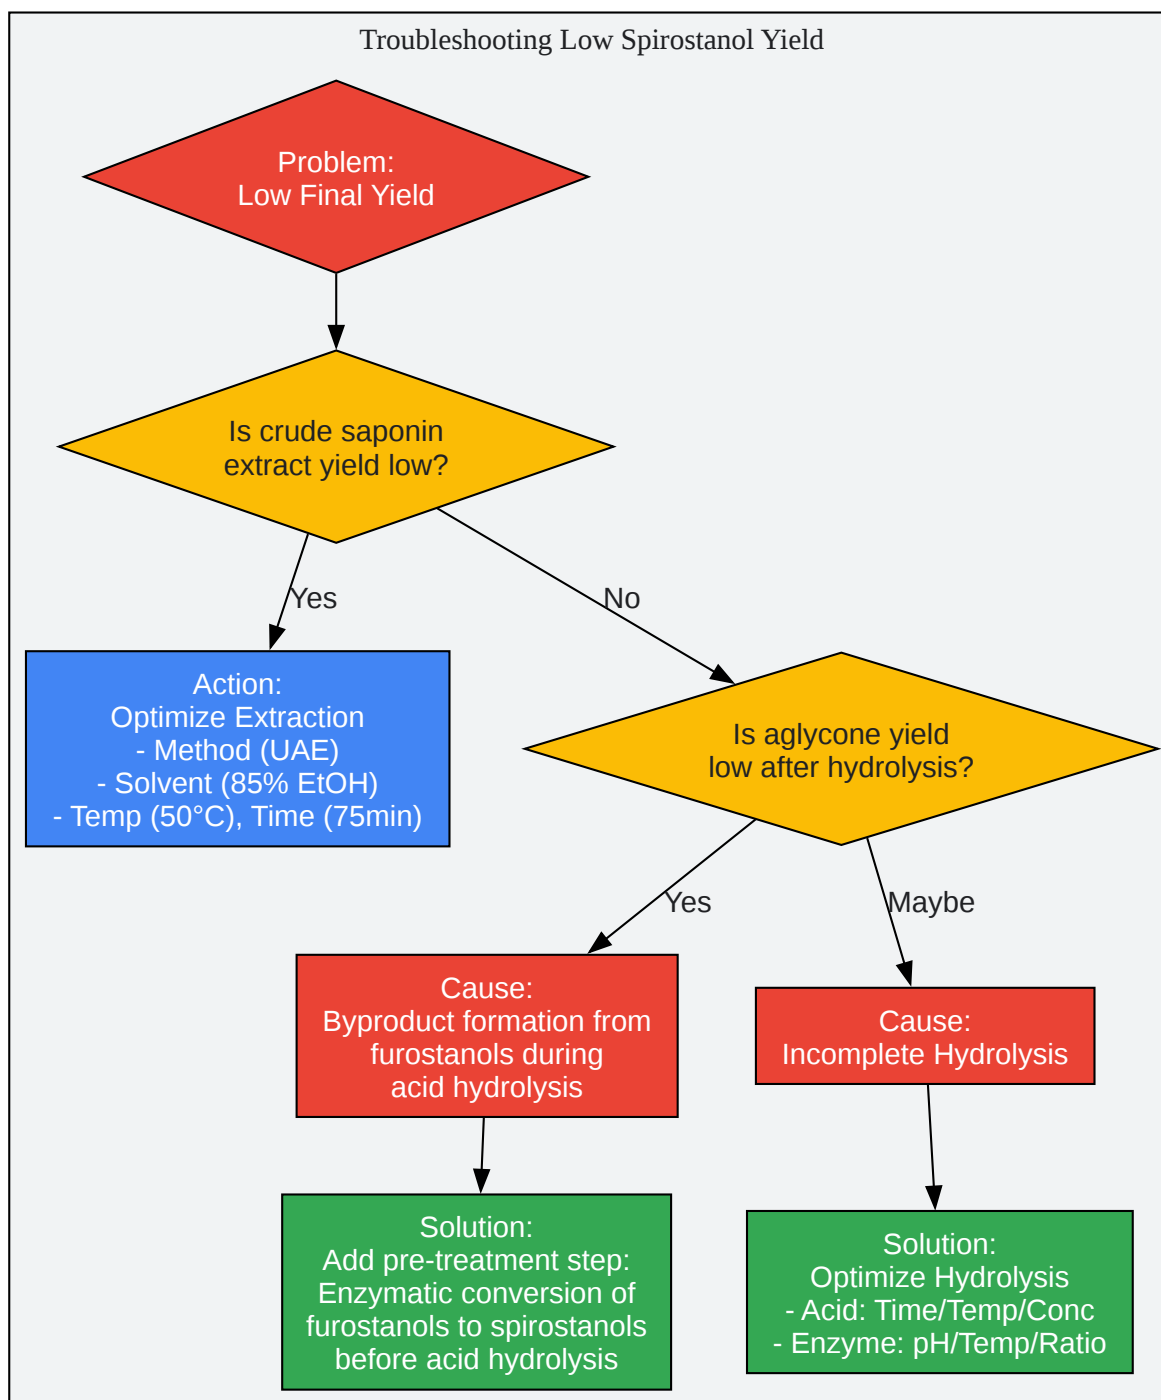 Troubleshooting Low Spirostanol Yield
Problem:
Low Final Yield
Is crude saponin
extract yield low?
Yes
No
Action:
Optimize Extraction
- Method (UAE)
- Solvent (85% EtOH)
- Temp (50°C), Time (75min)
Is aglycone yield
low after hydrolysis?
Yes
Maybe
Cause:
Byproduct formation from
furostanols during
acid hydrolysis
Cause:
Incomplete Hydrolysis
Solution:
Add pre-treatment step:
Enzymatic conversion of
furostanols to spirostanols
before acid hydrolysis
Solution:
Optimize Hydrolysis
- Acid: Time/Temp/Conc
- Enzyme: pH/Temp/Ratio